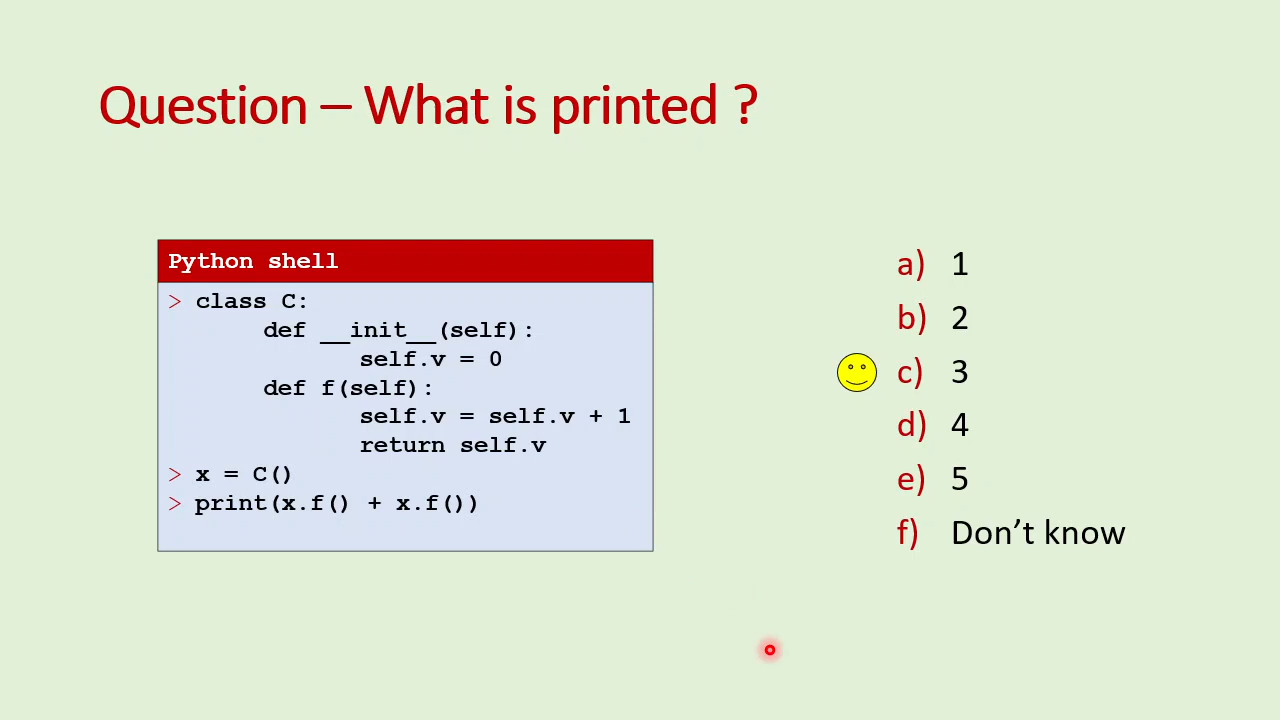 Question – What is printed ?
Python shell
> class C:
def __init__(self):
self.v = 0
def f(self):
self.v = self.v + 1
return self.v
> x = C()
> print(x.f() + x.f())
a) 1
b) 2
c) 3
d) 4
e) 5
f) Don’t know